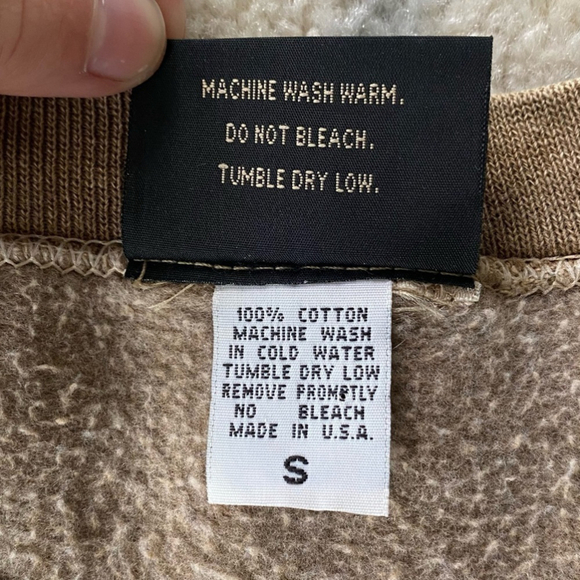 MACHINE WASH WARM.
DO NOT BLEACH.
TUMBLE DRY LOW.
100% COTTON
MACHINE WASH
IN COLD WATER
TUMBLE DRY LOW
REMOVE PROMPTLY
NO BLEACH
MADE IN U.S.A.
S